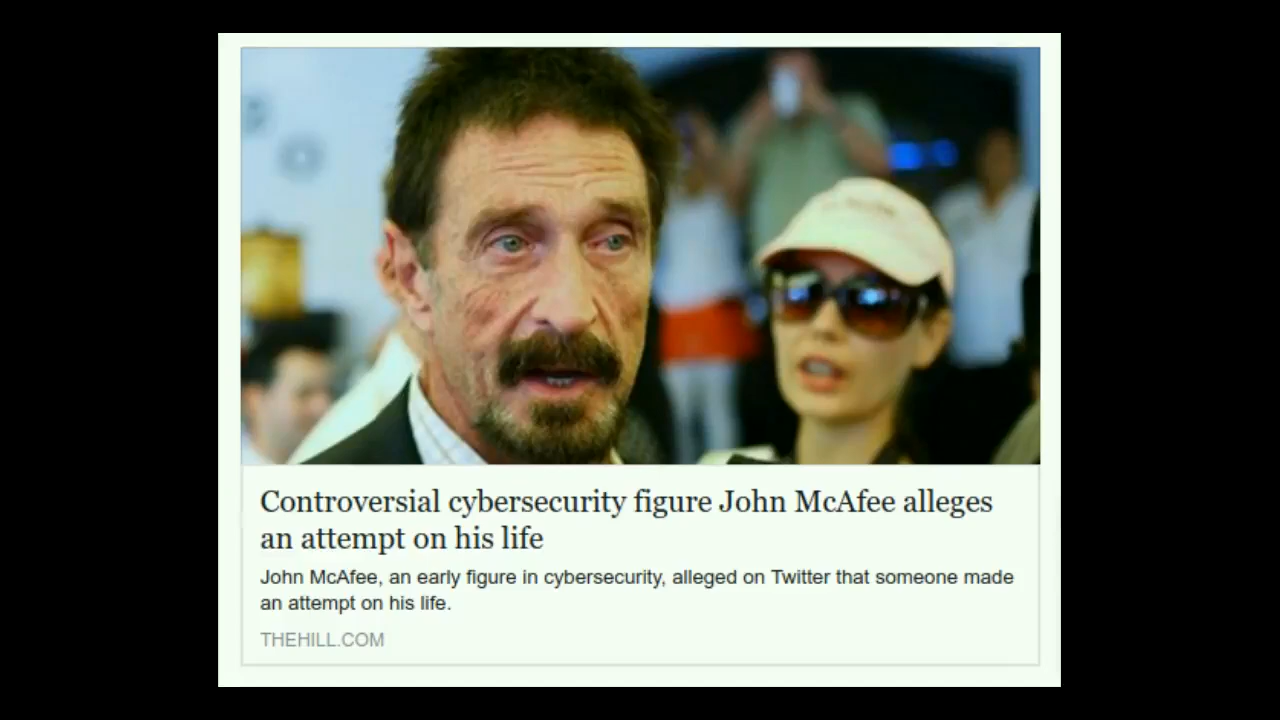 Controversial cybersecurity figure John McAfee alleges
an attempt on his life
John McAfee, an early figure in cybersecurity, alleged on Twitter that someone made
an attempt on his life.
THEHILL.COM